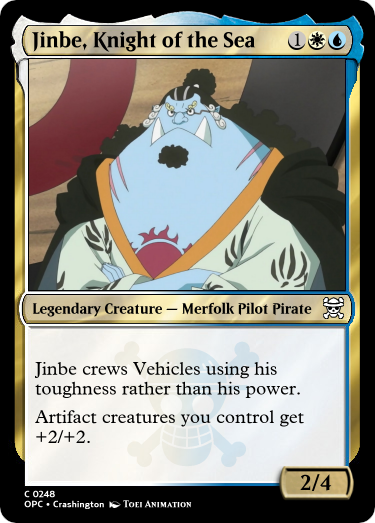 Jinbe, Knight of the Sea 1
Legendary Creature — Merfolk Pilot Pirate
Jinbe crews Vehicles using his
toughness rather than his power.
Artifact creatures you control get
+2/+2.
2/4
C 0248
OPC • Crashington TOEI ANIMATION